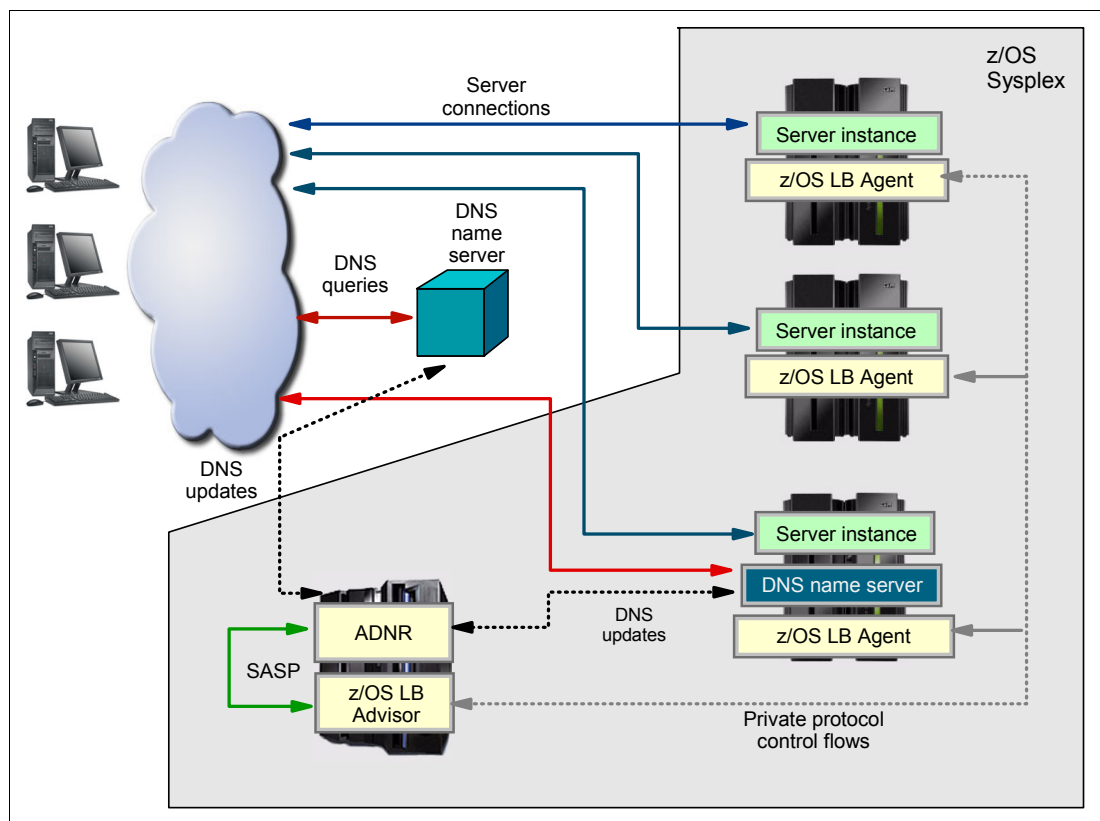 z/OS
Sysplex
Server
connections
Server instance
z/OS LB Agent
DNS
name
server
DNS
queries
Server instance
z/OS LB Agent
DNS
updates
Server instance
DNS name server
z/OS LB Agent
DNS
updates
ADNR
SASP
z/OS LB
Advisor
Private protocol
control flows